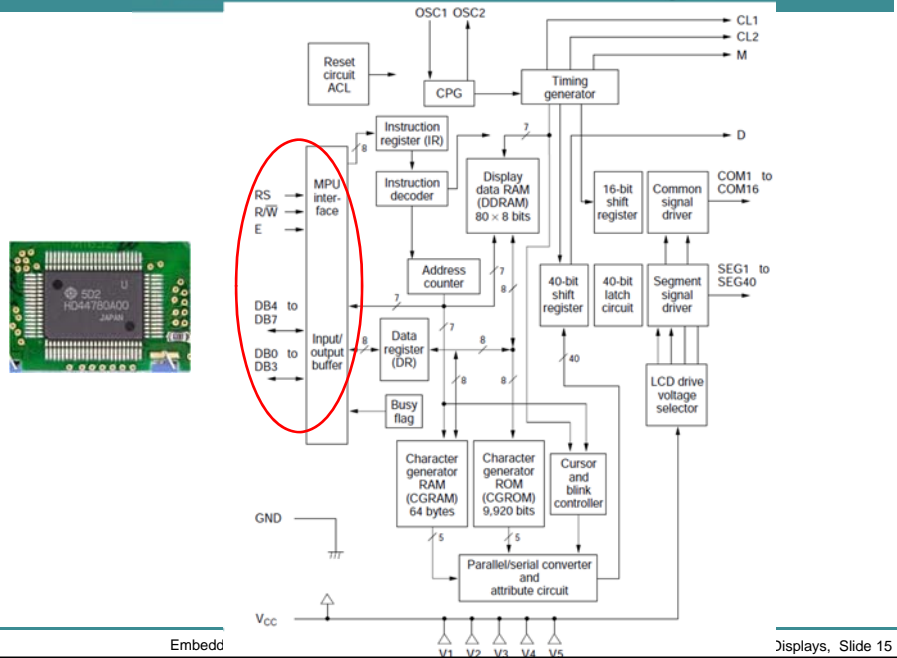 OSC1 OSC2
CL1
CL2
M
Reset
circuit
ACL
CPG
Timing
generator
7
8
Instruction
register (IR)
D
MPU
inter-
face
Instruction
decoder
Display
data RAM
(DDRAM)
80 × 8 bits
16-bit
shift
register
Common
signal
driver
COM1 to
COM16
RS
R/W̅
E
U
5D2
HD44780A00
JAPAN
Address
counter
7
8
40-bit
shift
register
40-bit
latch
circuit
Segment
signal
driver
SEG1 to
SEG40
DB4 to
DB7
7
7
DB0 to
DB3
Input/
output
buffer
8
Data
register
(DR)
8
40
8
8
LCD drive
voltage
selector
Busy
flag
Character
generator
RAM
(CGRAM)
64 bytes
Character
generator
ROM
(CGROM)
9,920 bits
Cursor
and
blink
controller
GND
5
5
Parallel/serial converter
and
attribute circuit
VCC
V1 V2 V3 V4 V5
Embedd
Displays, Slide 15